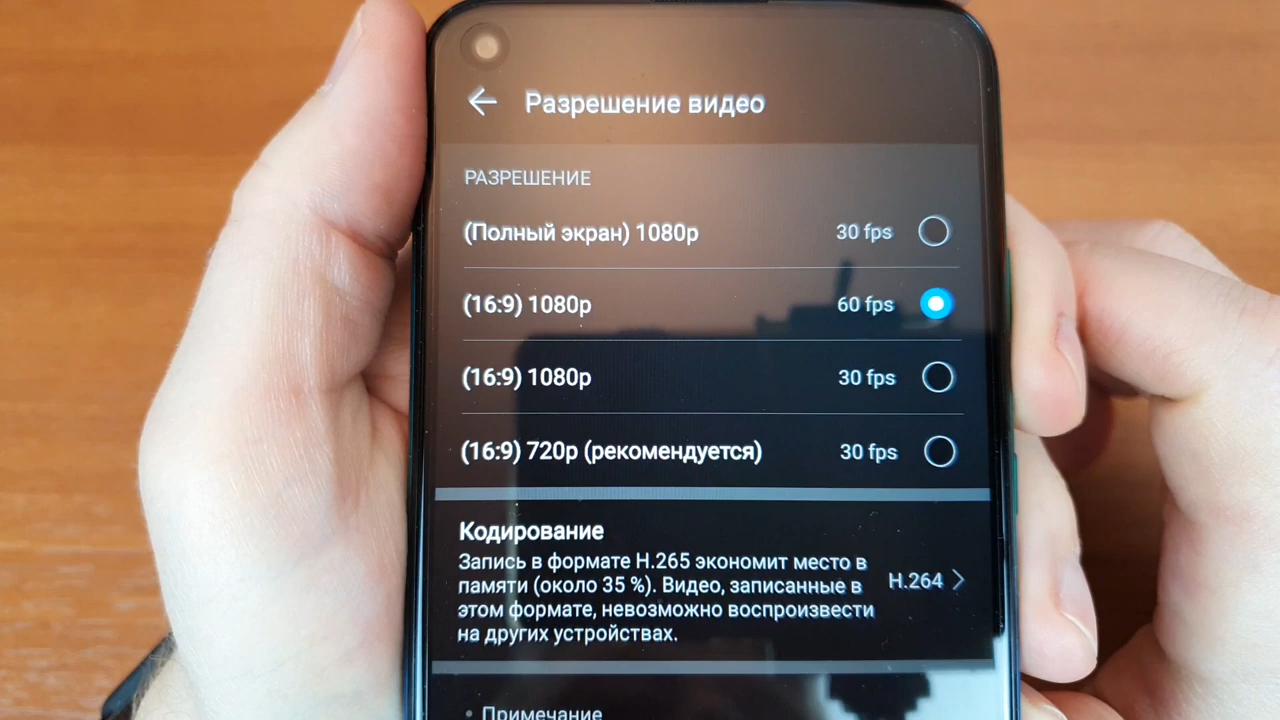 Разрешение видео
РАЗРЕШЕНИЕ
(Полный экран) 1080p 30 fps
(16:9) 1080p 60 fps
(16:9) 1080p 30 fps
(16:9) 720p (рекомендуется) 30 fps
Кодирование
Запись в формате H.265 экономит место в
памяти (около 35 %). Видео, записанные в
этом формате, невозможно воспроизвести
на других устройствах.
H.264
• Примечание